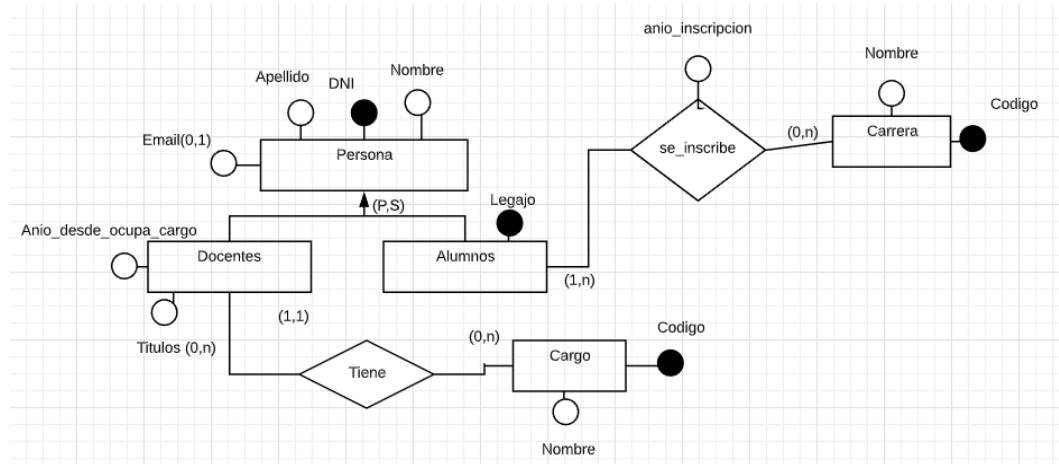 anio_inscripcion
Apellido
DNI
Nombre
Nombre
Codigo
Email(0,1)
Persona
se_inscribe
(0,n)
Carrera
(P,S)
Legajo
Anio_desde_ocupa_cargo
Docentes
Alumnos
(1,n)
(1,1)
Titulos (0,n)
(0,n)
Codigo
Tiene
Cargo
Nombre